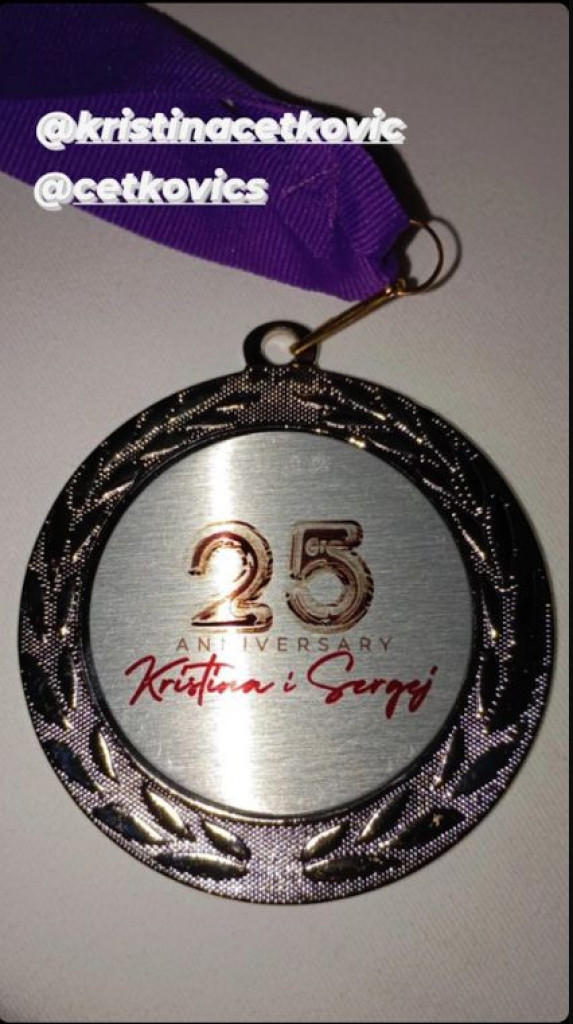 @kristinacetkovic
@cetkovics
25
ANNIVERSARY
Kristina i Sergej